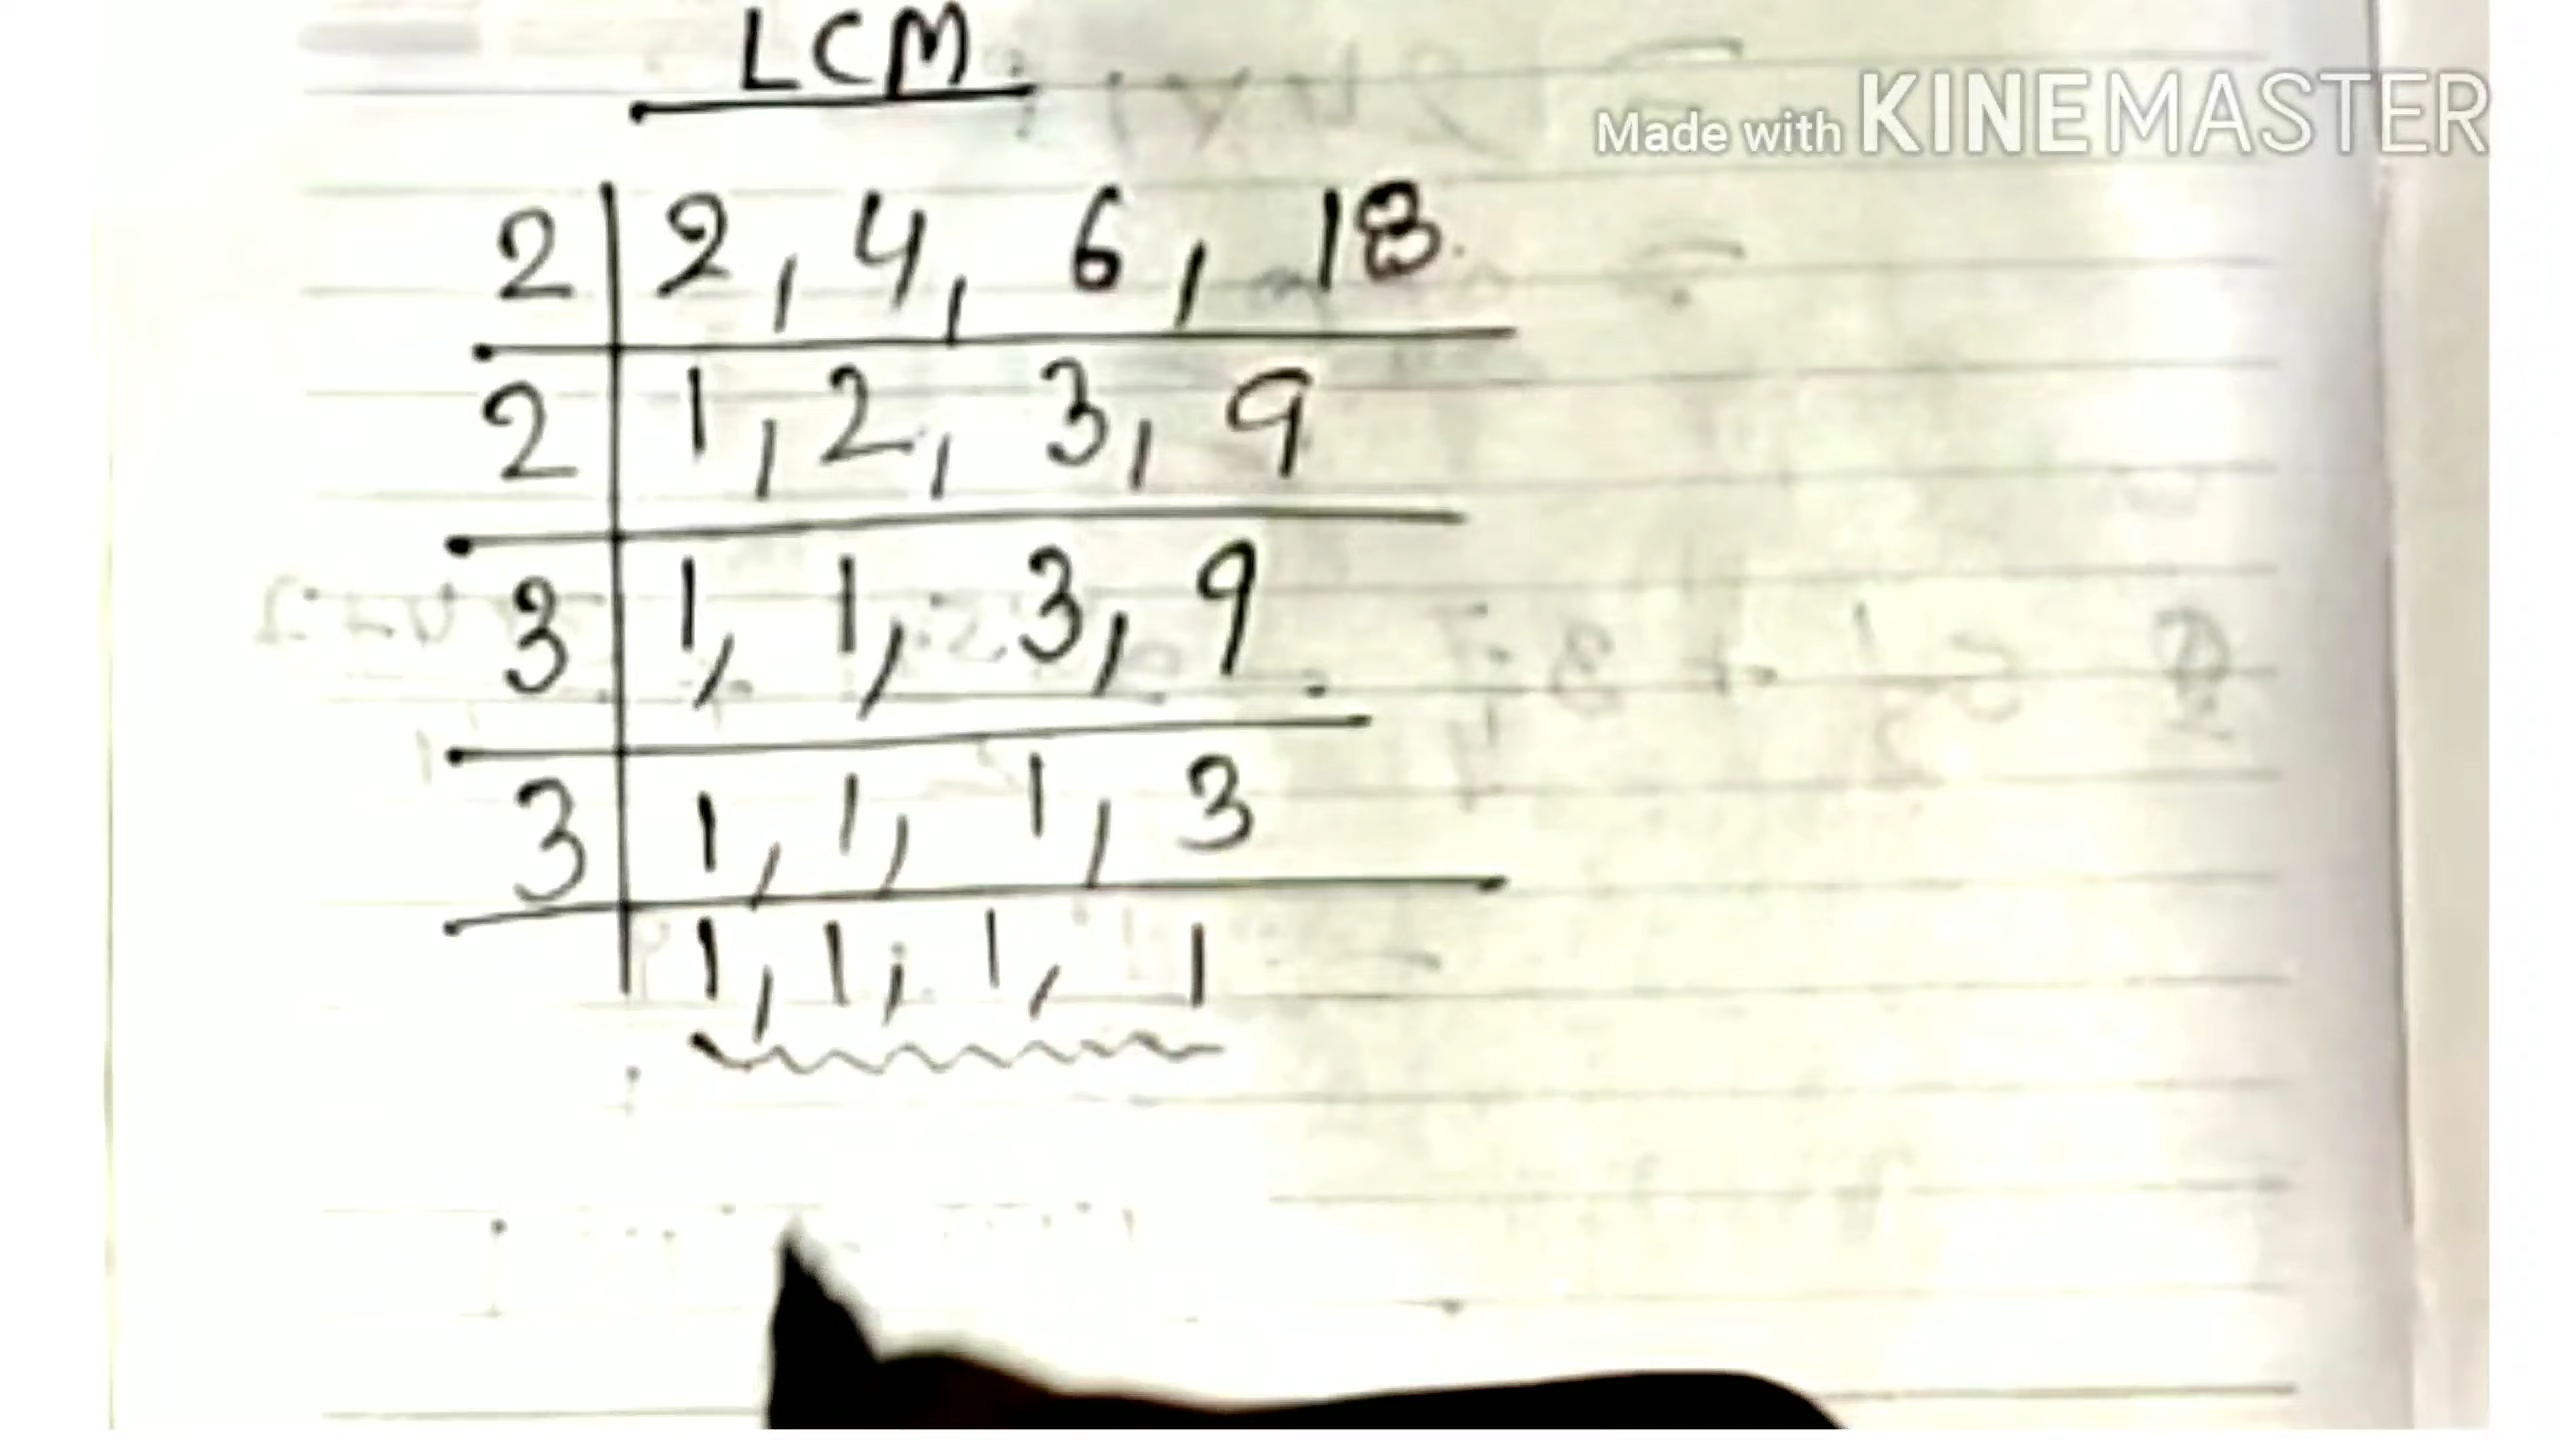 LCM
Made with KINEMASTER
2 | 2, 4, 6, 18
2 | 1, 2, 3, 9
3 | 1, 1, 3, 9
3 | 1, 1, 1, 3
1, 1, 1, 1